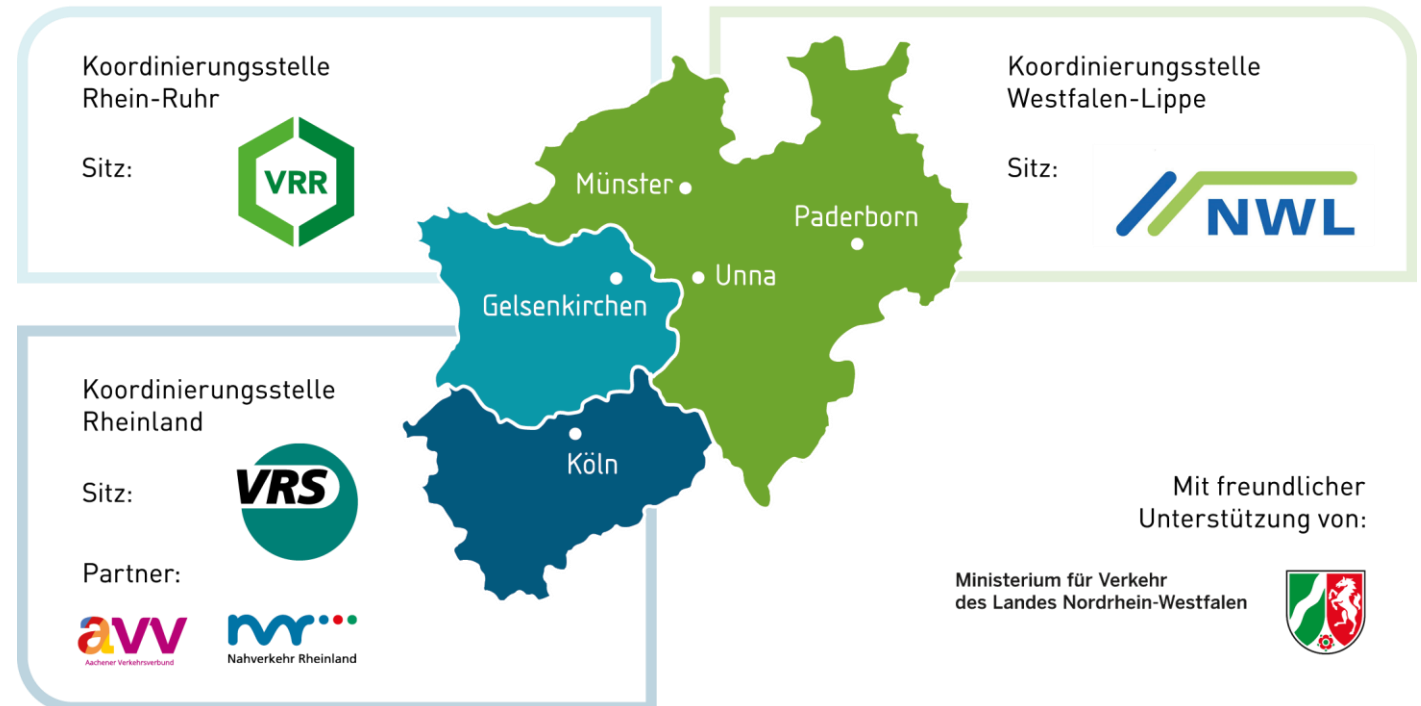 Koordinierungsstelle
Rhein-Ruhr
Sitz:
VRR
Koordinierungsstelle
Westfalen-Lippe
Sitz:
NWL
Münster
Paderborn
Unna
Gelsenkirchen
Köln
Koordinierungsstelle
Rheinland
Sitz:
VRS
Partner:
avv
Aachener Verkehrsverbund
nvr
Nahverkehr Rheinland
Mit freundlicher
Unterstützung von:
Ministerium für Verkehr
des Landes Nordrhein-Westfalen